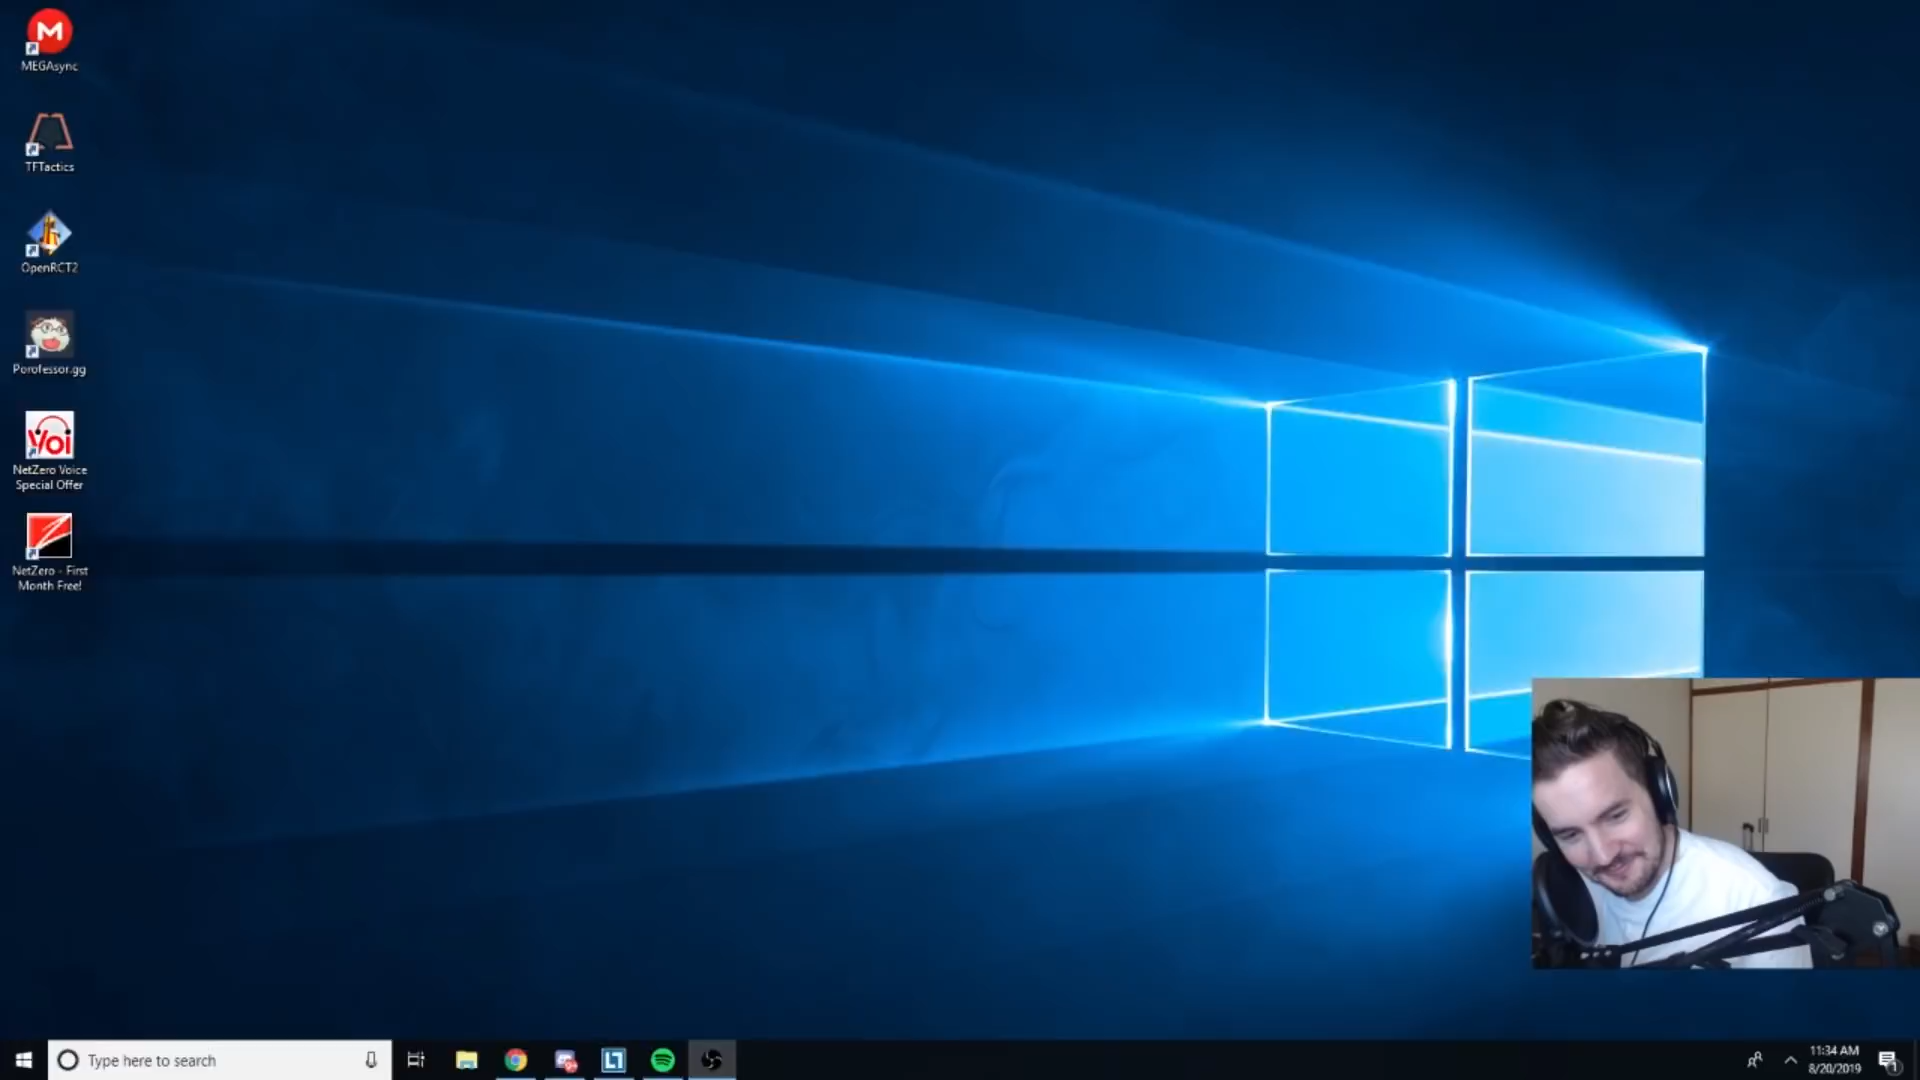 MEGAsync
TFTactics
OpenRCT2
Porofessor.gg
Voi
NetZero Voice
Special Offer
NetZero - First
Month Free!
Type here to search
11:34 AM
8/20/2019